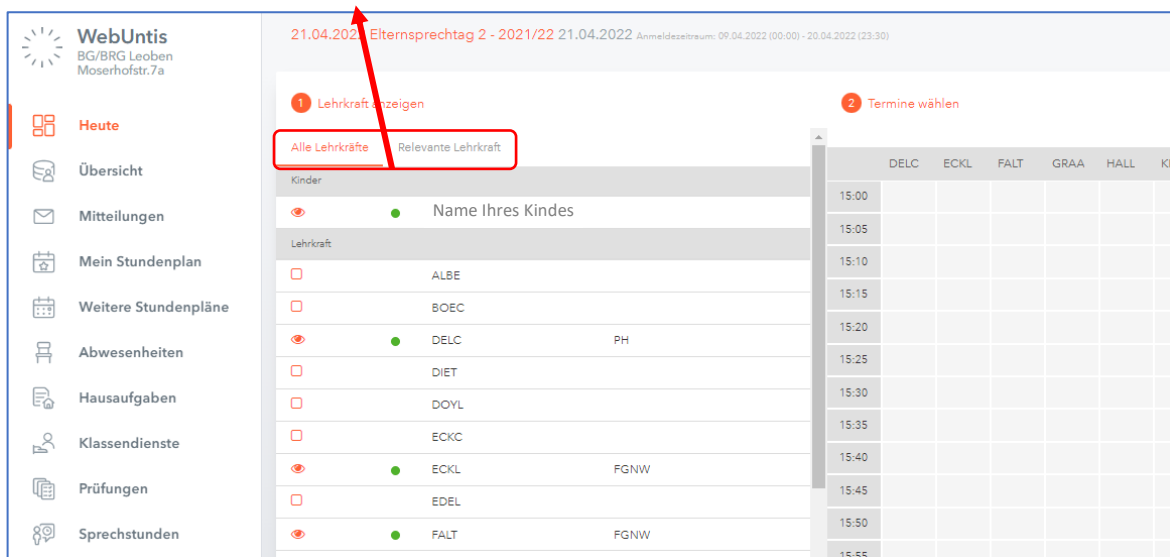 WebUntis
BG/BRG Leoben
Moserhofstr.7a
Heute
Übersicht
Mitteilungen
Mein Stundenplan
Weitere Stundenpläne
Abwesenheiten
Hausaufgaben
Klassendienste
Prüfungen
Sprechstunden
21.04.2022 Elternsprechtag 2 - 2021/22 21.04.2022 Anmeldezeitraum: 09.04.2022 (00:00) - 20.04.2022 (23:30)
1 Lehrkraft anzeigen
Alle Lehrkräfte Relevante Lehrkraft
Kinder
Name Ihres Kindes
Lehrkraft
ALBE
BOEC
DELC PH
DIET
DOYL
ECKC
ECKL FGNW
EDEL
FALT FGNW
2 Termine wählen
DELC ECKL FALT GRAA HALL
15:00
15:05
15:10
15:15
15:20
15:25
15:30
15:35
15:40
15:45
15:50
15:55